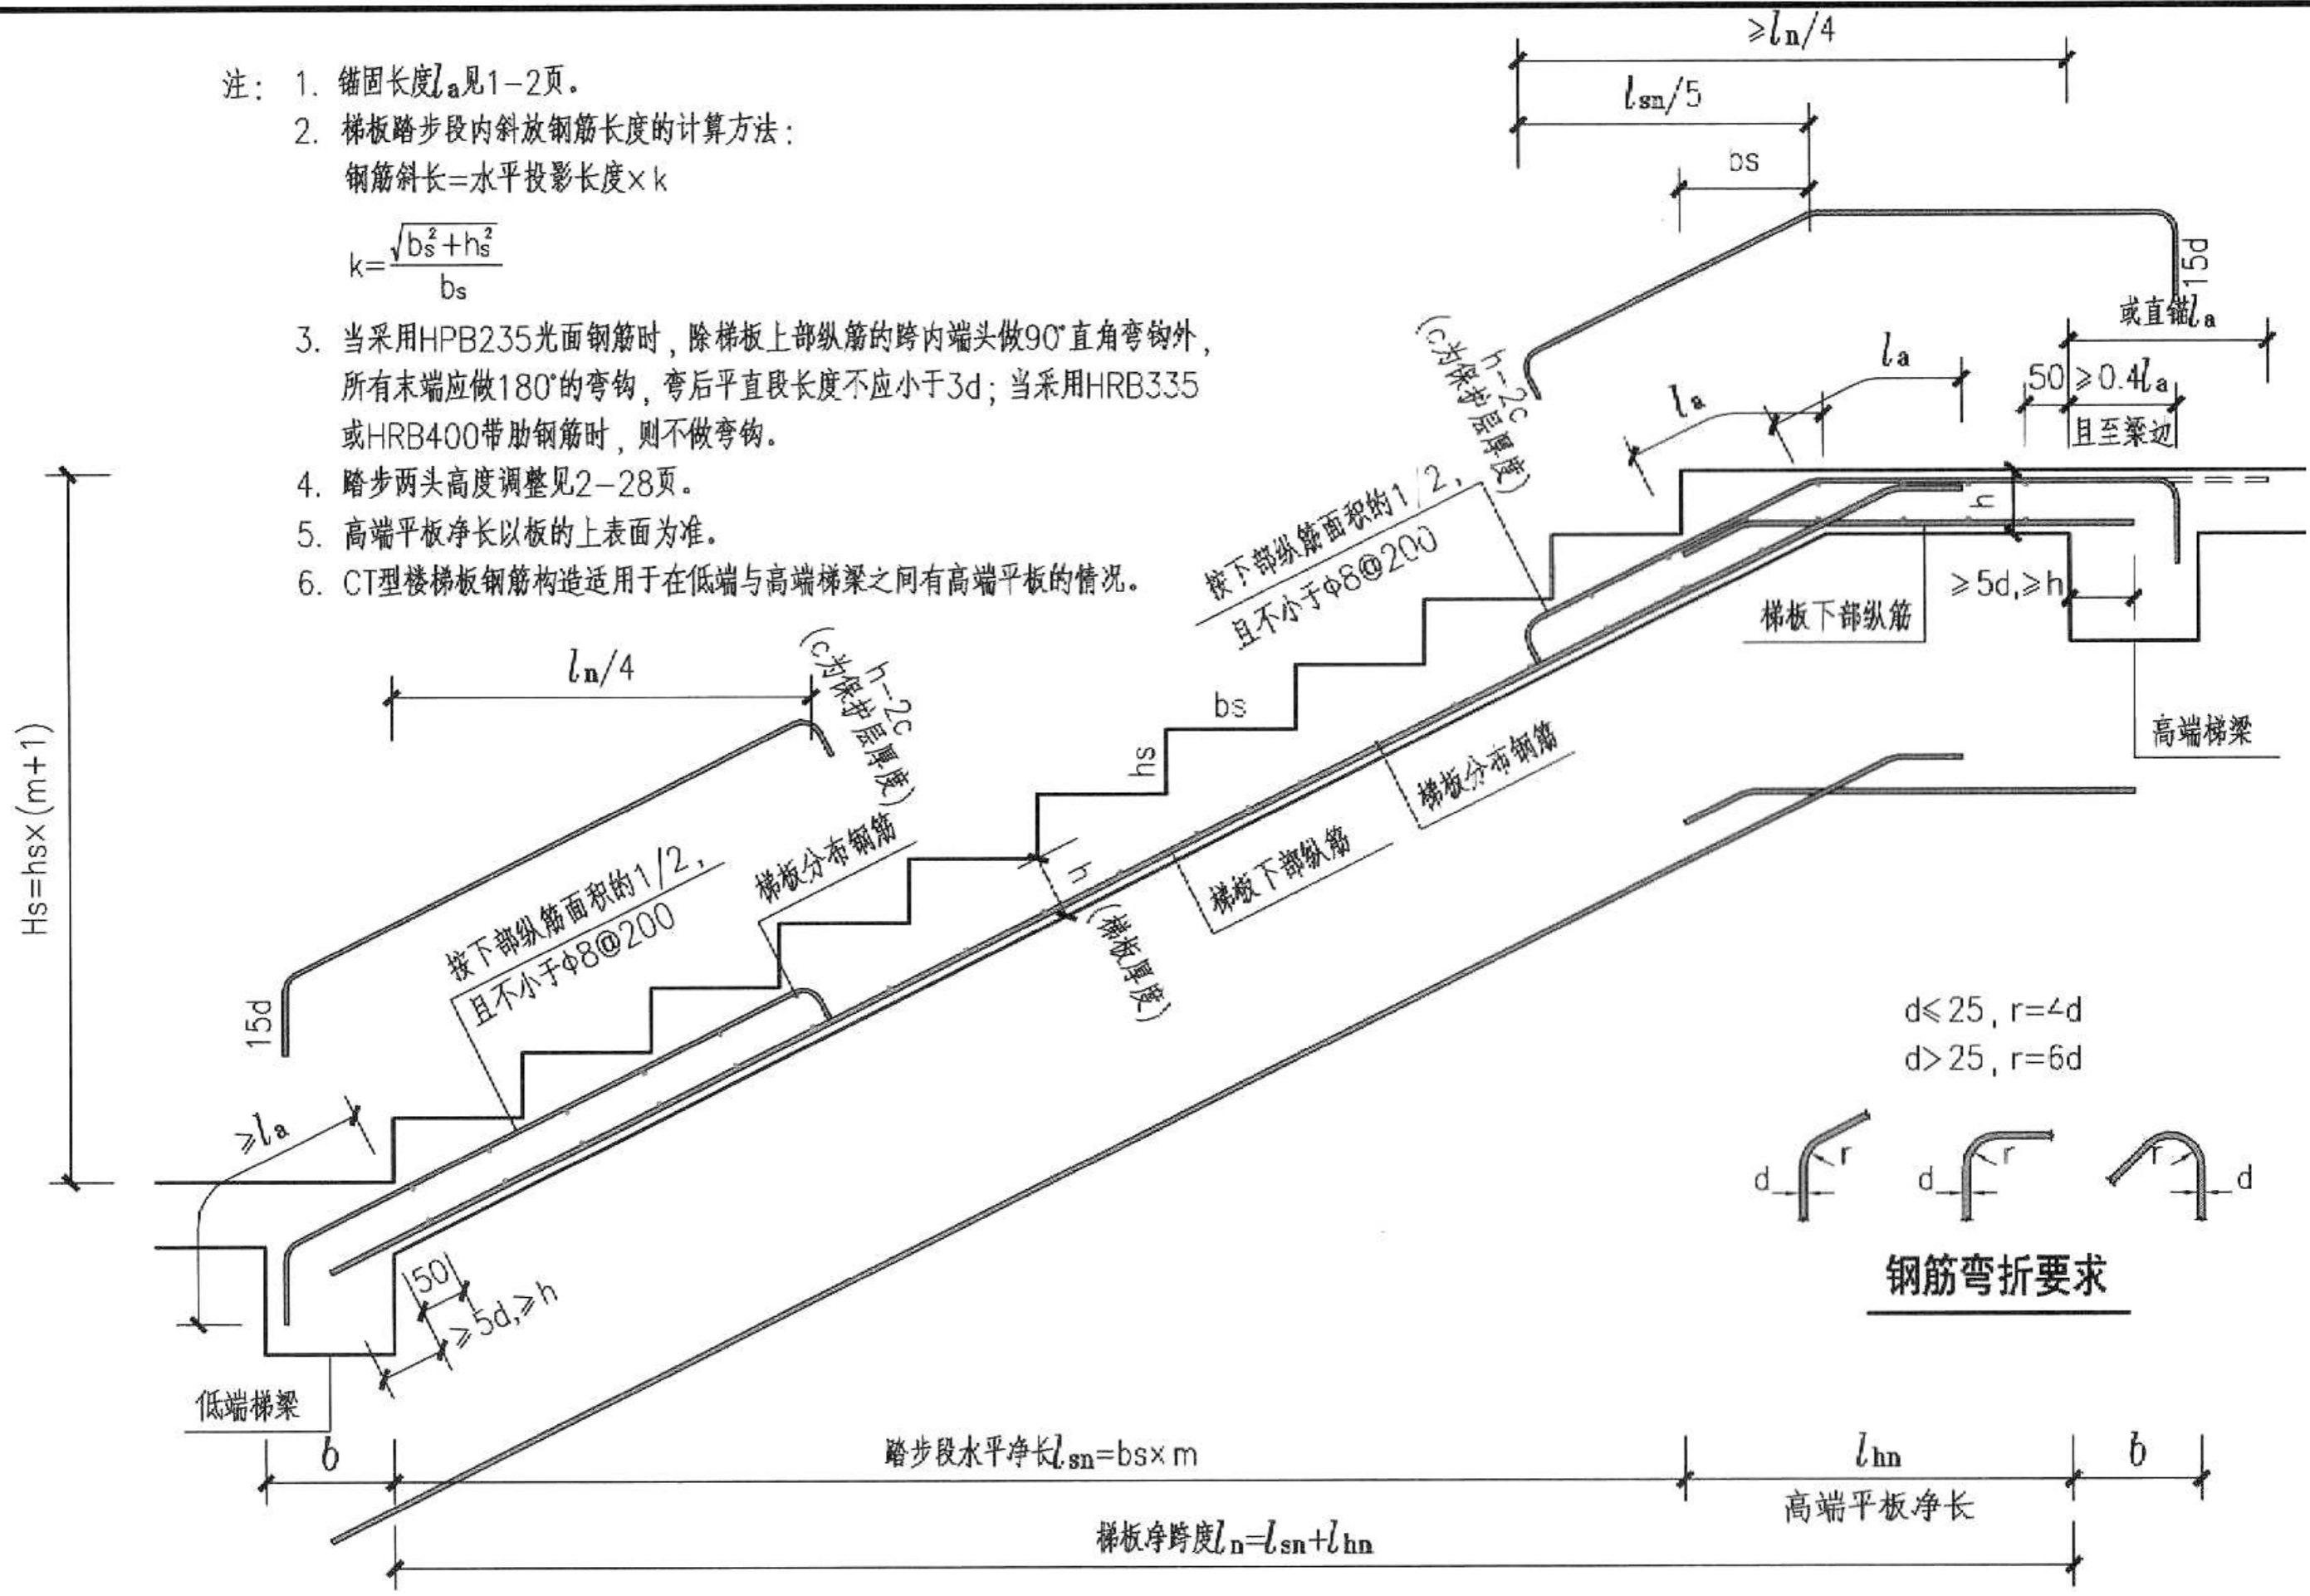 注： 1. 锚固长度la见1-2页。
2. 梯板踏步段内斜放钢筋长度的计算方法：
钢筋斜长=水平投影长度×k
k=√(bs²+hs²)/bs
3. 当采用HPB235光面钢筋时，除梯板上部纵筋的跨内端头做90°直角弯钩外，
所有末端应做180°的弯钩，弯后平直段长度不应小于3d；当采用HRB335
或HRB400带肋钢筋时，则不做弯钩。
4. 踏步两头高度调整见2-28页。
5. 高端平板净长以板的上表面为准。
6. CT型楼梯板钢筋构造适用于在低端与高端梯梁之间有高端平板的情况。
≥ln/4
lsn/5
bs
15d
或直锚la
la
la
50
≥0.4la
且至梁边
h-2c
(c为保护层厚度)
按下部纵筋面积的1/2，
且不小于ϕ8@200
h
≥5d,≥h
梯板下部纵筋
高端梯梁
ln/4
h-2c
(c为保护层厚度)
Hs=hs×(m+1)
bs
hs
梯板分布钢筋
梯板下部纵筋
h
(梯板厚度)
按下部纵筋面积的1/2，
且不小于ϕ8@200
梯板分布钢筋
15d
≥la
50
≥5d,≥h
低端梯梁
d≤25, r=4d
d>25, r=6d
d
r
d
r
r
d
钢筋弯折要求
b
踏步段水平净长lsn=bs×m
lhn
b
高端平板净长
梯板净跨度ln=lsn+lhn